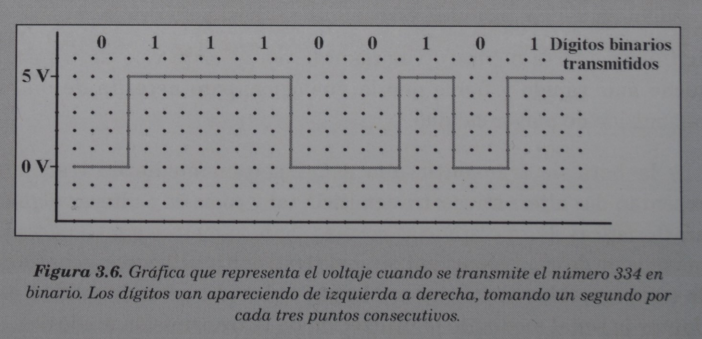 0 1 1 1 0 0 1 0 1 Dígitos binarios
transmitidos
5 V
0 V
Figura 3.6. Gráfica que representa el voltaje cuando se transmite el número 334 en
binario. Los dígitos van apareciendo de izquierda a derecha, tomando un segundo por
cada tres puntos consecutivos.